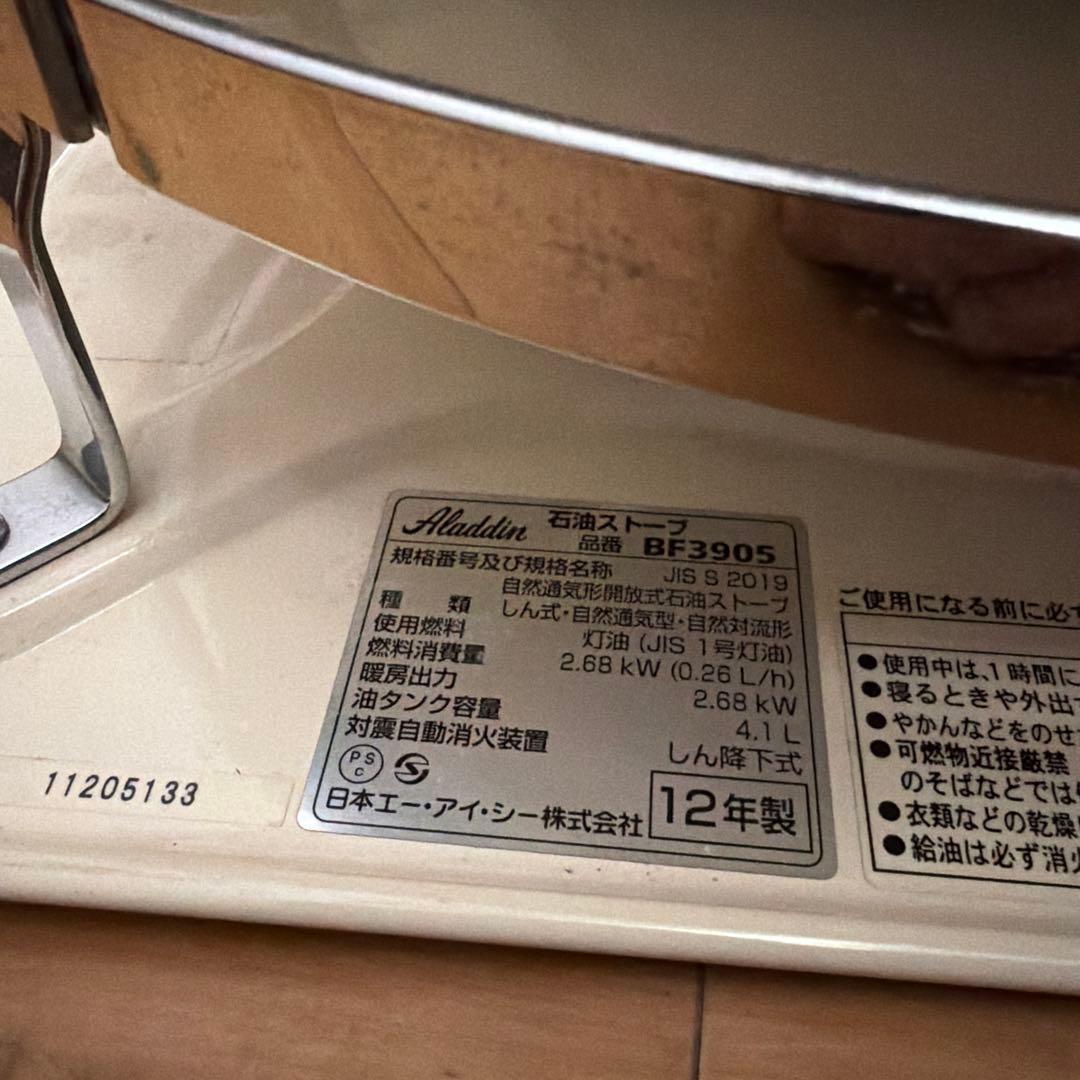 Aladdin 石油ストーブ
品番 BF3905
規格番号及び規格名称 JIS S 2019
自然通気形開放式石油ストーブ
種 類 しん式・自然通気型・自然対流形
使用燃料 灯油 (JIS 1号灯油)
燃料消費量 2.68 kW (0.26 L/h)
暖房出力 2.68 kW
油タンク容量 4.1 L
対震自動消火装置 しん降下式
PSC
日本エー・アイ・シー株式会社 12年製
11205133
ご使用になる前に必ず
●使用中は、1時間に
●寝るときや外出
●やかんなどをのせ
●可燃物近接厳禁
のそばなどでは
●衣類などの乾燥
●給油は必ず消火